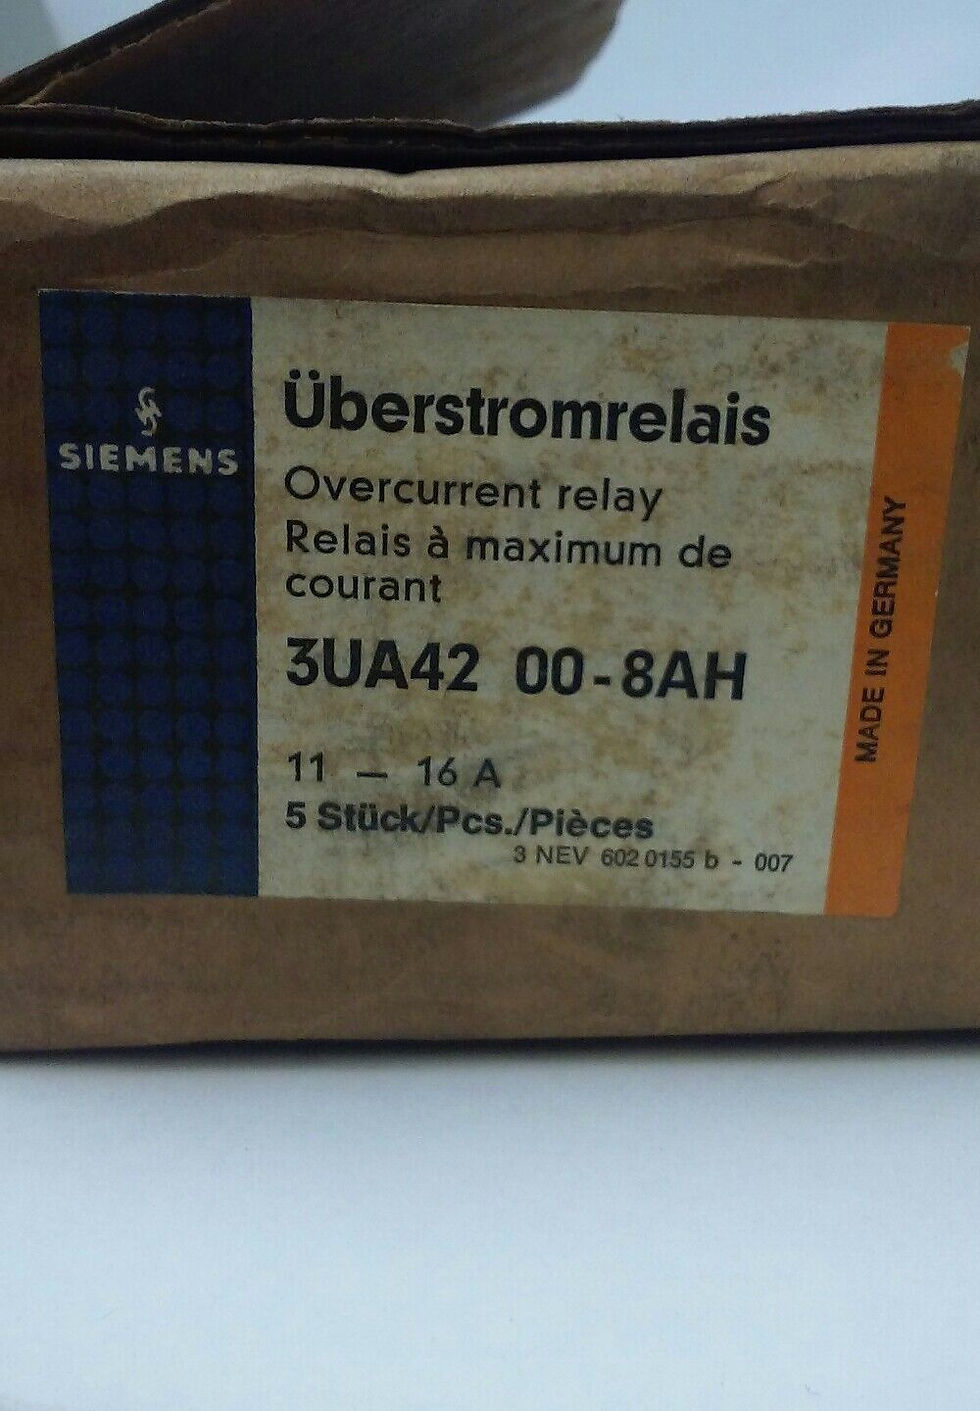 SIEMENS
Überstromrelais
Overcurrent relay
Relais à maximum de
courant
3UA42 00-8AH
11 – 16 A
5 Stück/Pcs./Pièces
3 NEV 602 0155 b - 007
MADE IN GERMANY